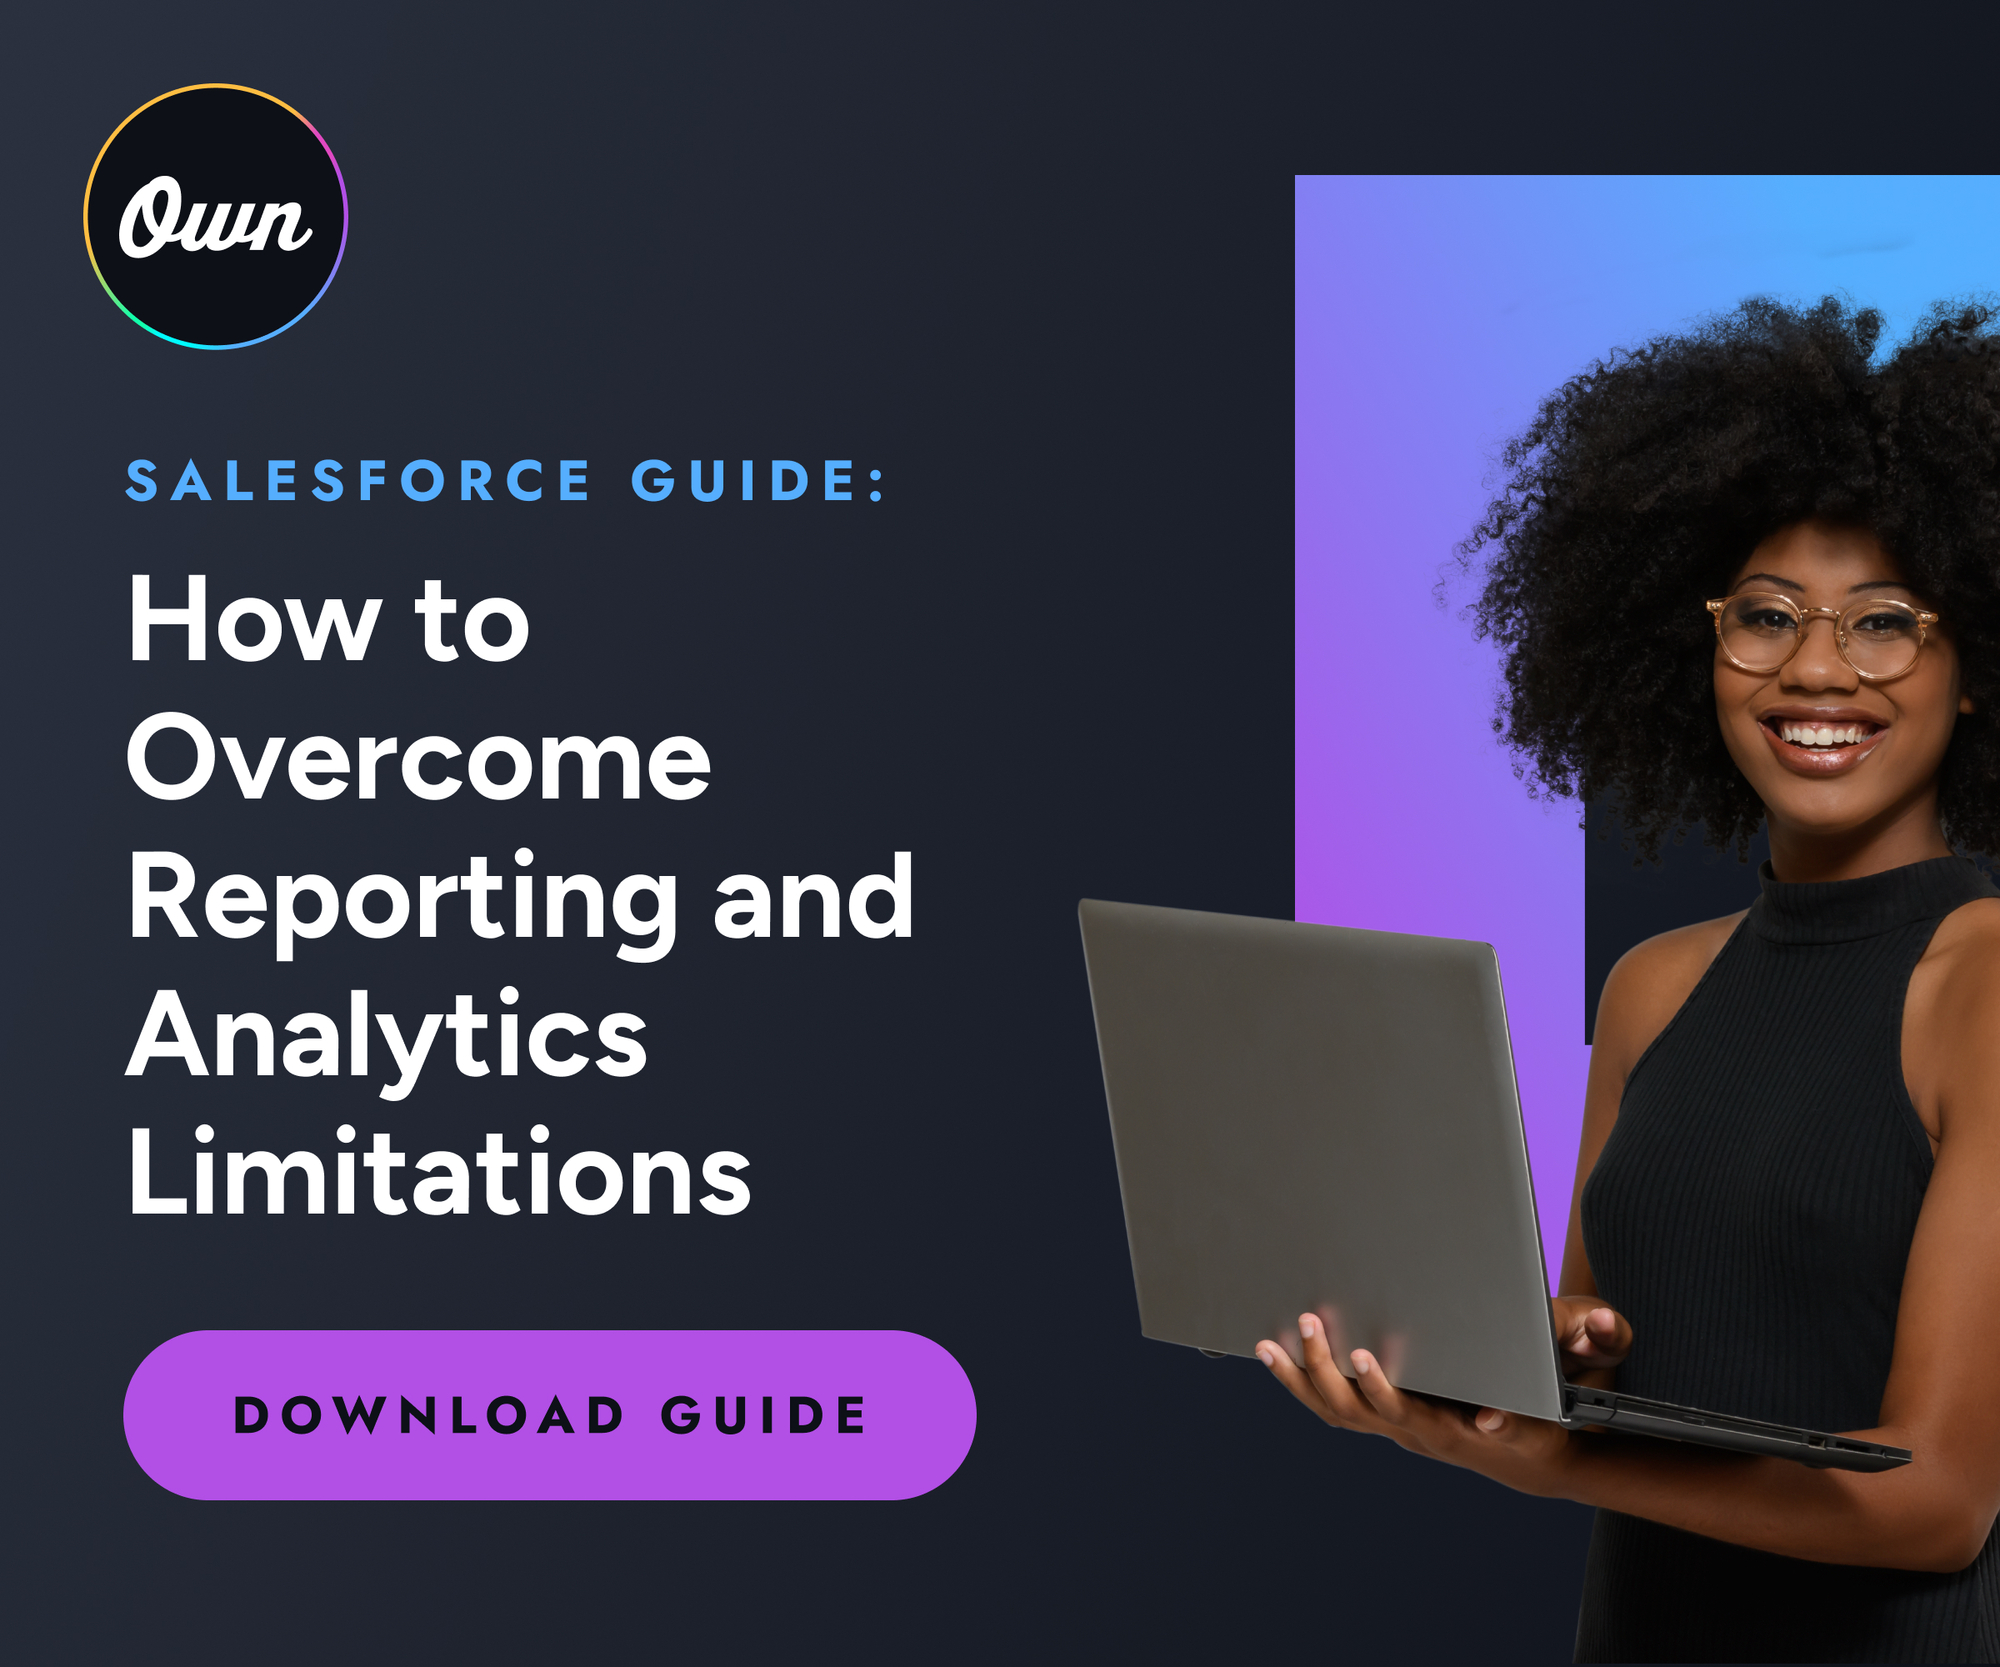 Own
SALESFORCE GUIDE:
How to
Overcome
Reporting and
Analytics
Limitations
DOWNLOAD GUIDE